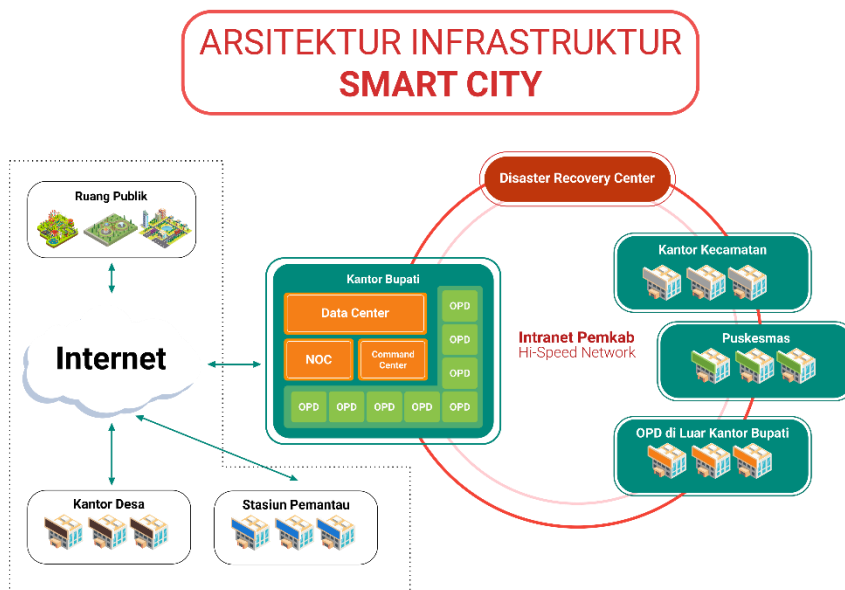 ARSITEKTUR INFRASTRUKTUR
SMART CITY
Ruang Publik
Internet
Kantor Desa
Stasiun Pemantau
Kantor Bupati
Data Center
NOC
Command
Center
OPD
OPD
OPD
OPD
OPD
OPD
OPD
OPD
Intranet Pemkab
Hi-Speed Network
Disaster Recovery Center
Kantor Kecamatan
Puskesmas
OPD di Luar Kantor Bupati